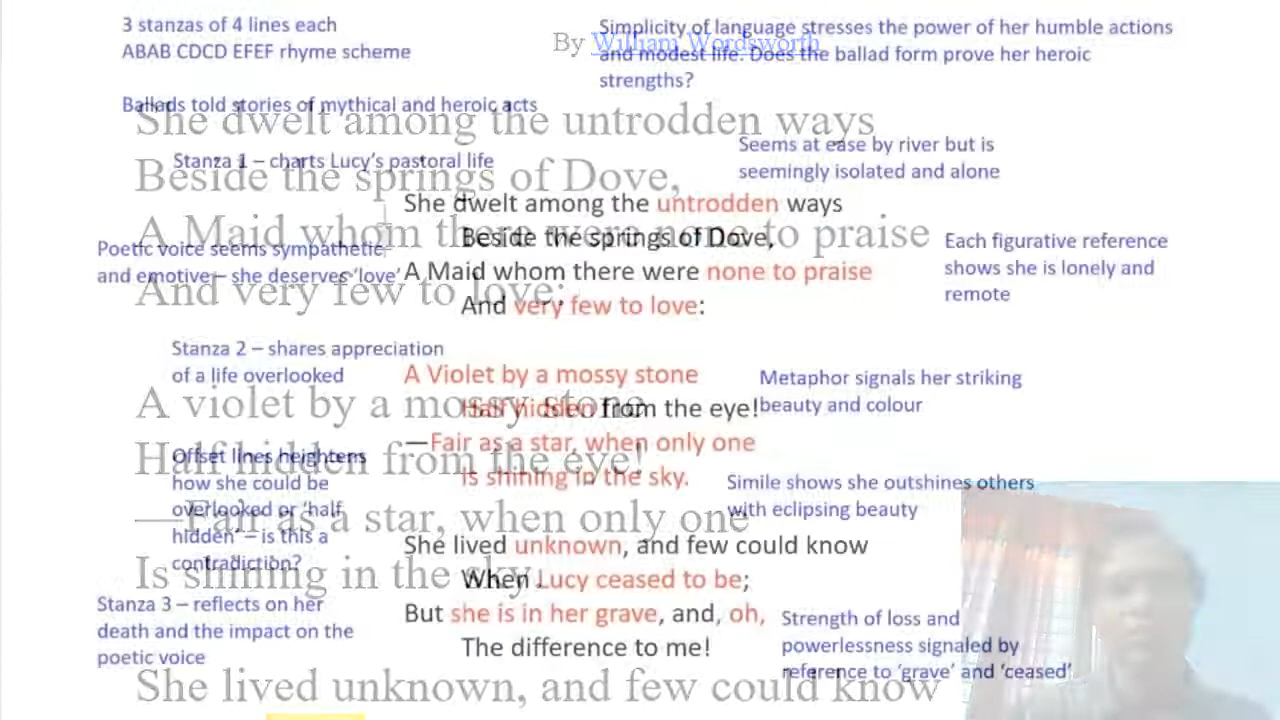 3 stanzas of 4 lines each
ABAB CDCD EFEF rhyme scheme
Simplicity of language stresses the power of her humble actions
and modest life. Does the ballad form prove her heroic
strengths?
By William Wordsworth
Ballads told stories of mythical and heroic acts
She dwelt among the untrodden ways
Stanza 1 – charts Lucy's pastoral life
Beside the springs of Dove,
Seems at ease by river but is
seemingly isolated and alone
She dwelt among the untrodden ways
Beside the springs of Dove,
A Maid whom there were none to praise
And very few to love:
A Maid whom there were none to praise
And very few to love:
Poetic voice seems sympathetic
and emotive – she deserves 'love'
Each figurative reference
shows she is lonely and
remote
Stanza 2 – shares appreciation
of a life overlooked
A Violet by a mossy stone
Half hidden from the eye!
—Fair as a star, when only one
Is shining in the sky.
Metaphor signals her striking
beauty and colour
A violet by a mossy stone
Half hidden from the eye!
—Fair as a star, when only one
Is shining in the sky.
Offset lines heightens
how she could be
overlooked or 'half
hidden' – is this a
contradiction?
Simile shows she outshines others
with eclipsing beauty
She lived unknown, and few could know
When Lucy ceased to be;
But she is in her grave, and, oh,
The difference to me!
Stanza 3 – reflects on her
death and the impact on the
poetic voice
Strength of loss and
powerlessness signaled by
reference to 'grave' and 'ceased'
She lived unknown, and few could know